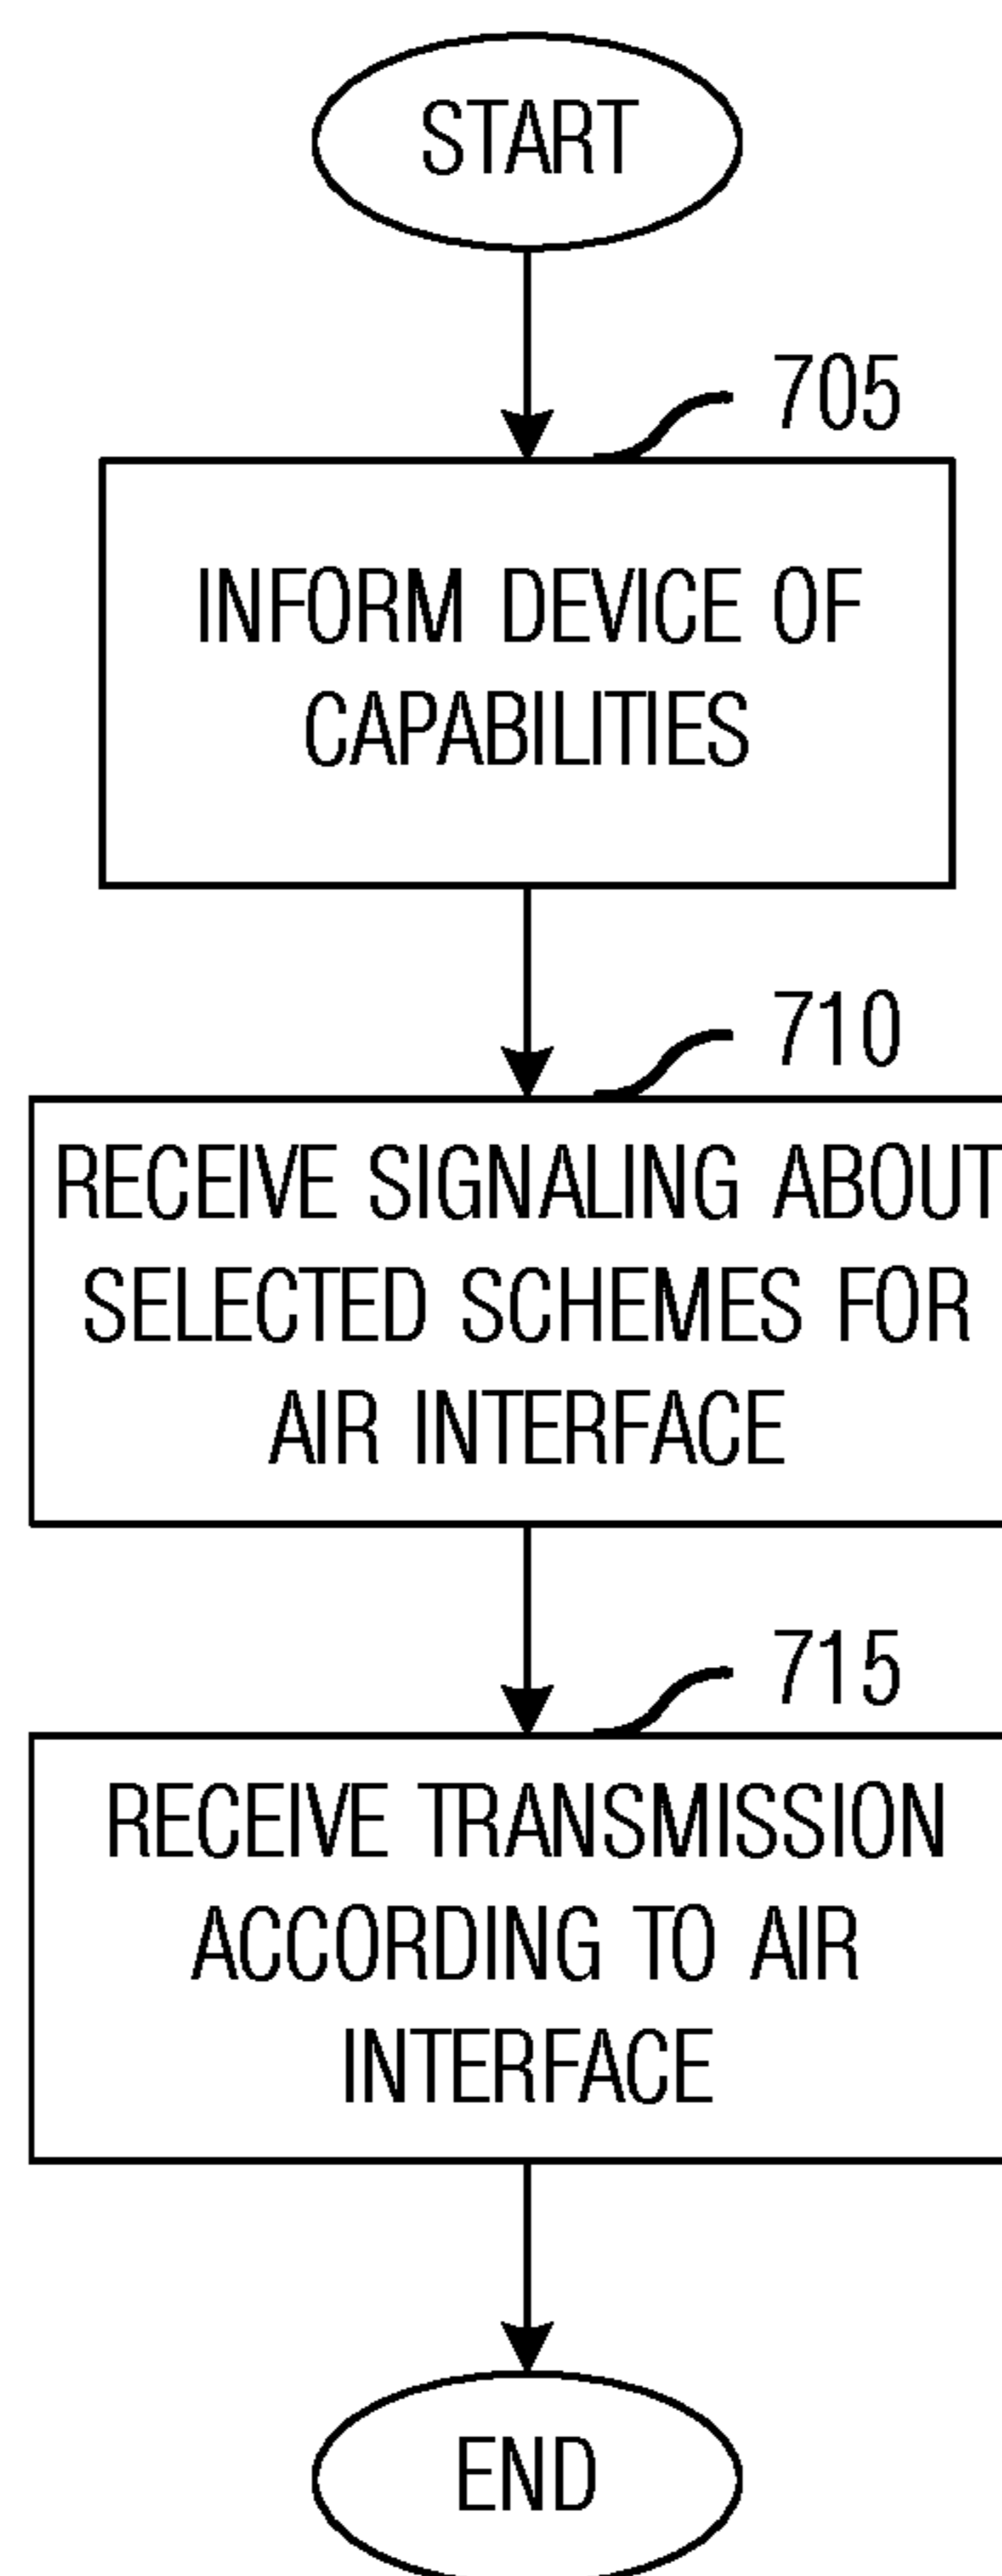 START
705
INFORM DEVICE OF
CAPABILITIES
710
RECEIVE SIGNALING ABOUT
SELECTED SCHEMES FOR
AIR INTERFACE
715
RECEIVE TRANSMISSION
ACCORDING TO AIR
INTERFACE
END